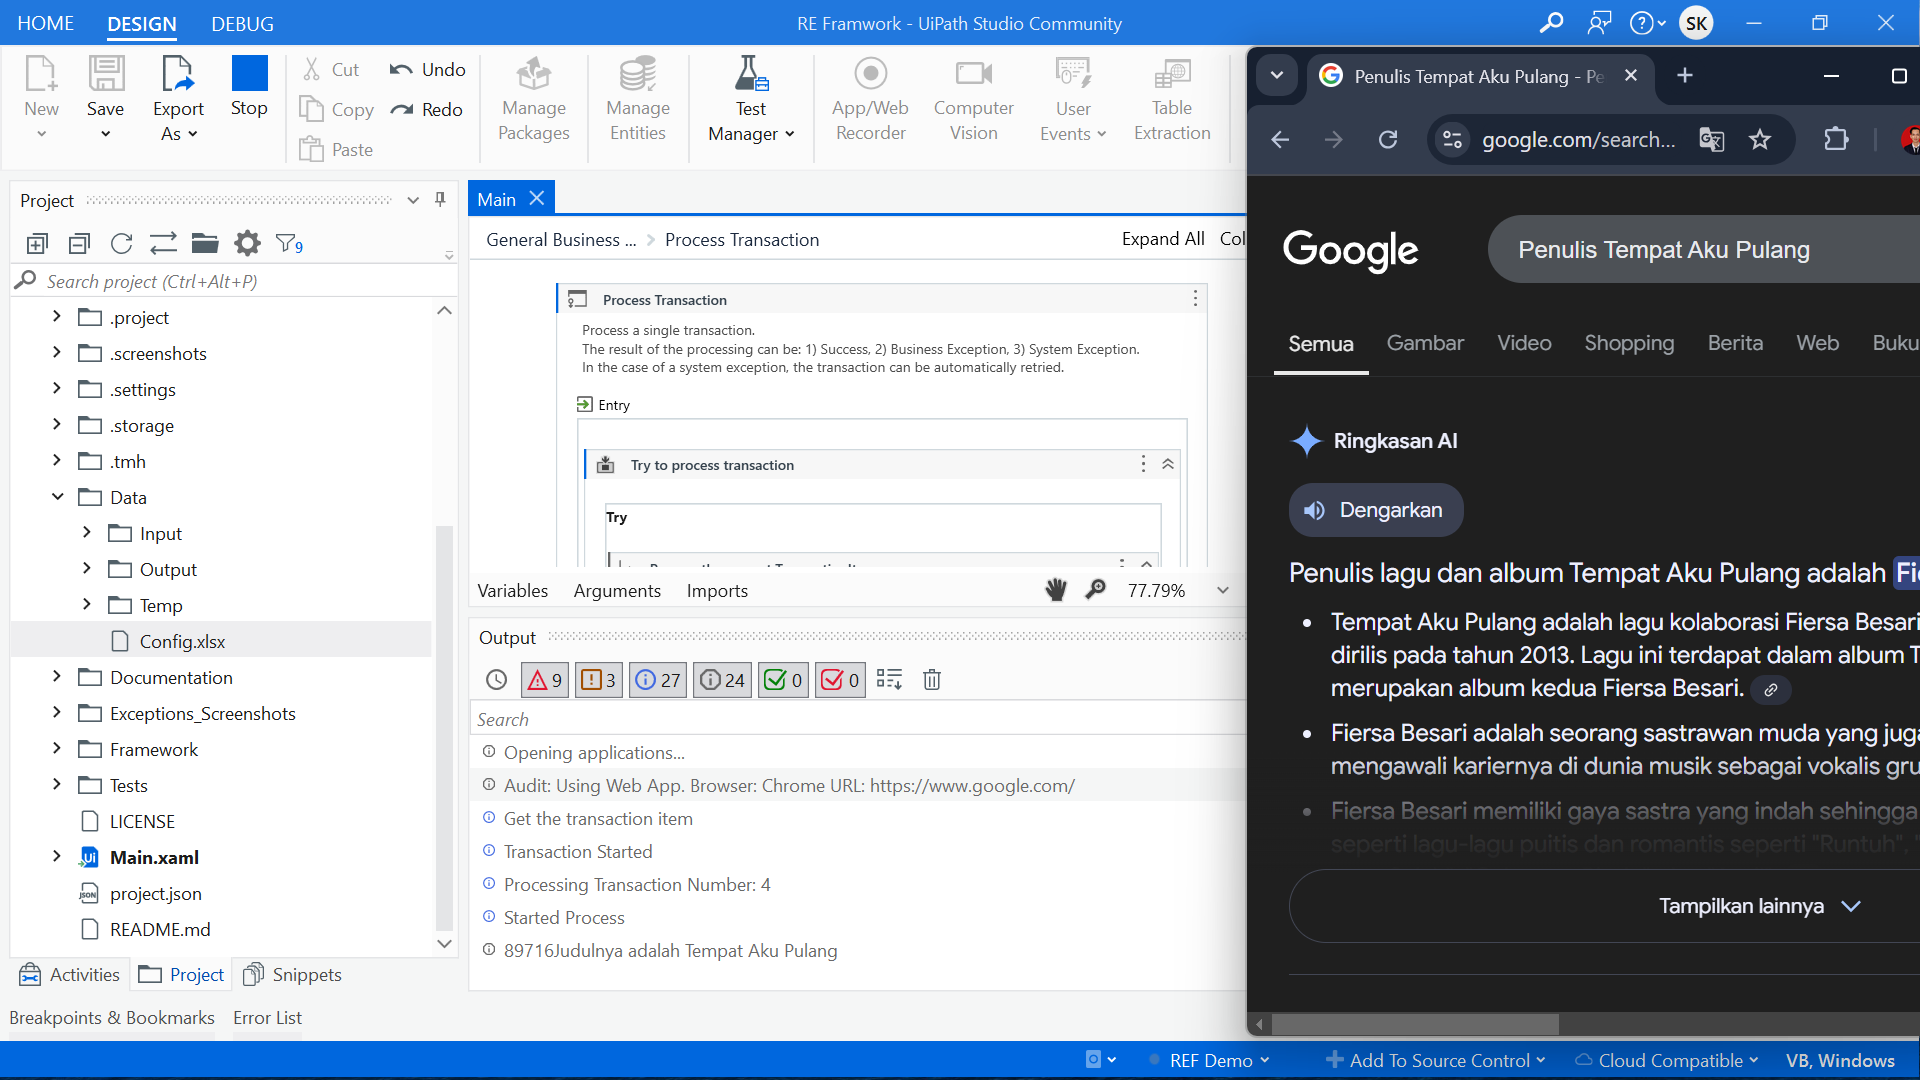 HOME DESIGN DEBUG
RE Framwork - UiPath Studio Community
SK
New
Save
Export As
Stop
Cut
Copy
Paste
Undo
Redo
Manage Packages
Manage Entities
Test Manager
App/Web Recorder
Computer Vision
User Events
Table Extraction
Project
9
Search project (Ctrl+Alt+P)
.project
.screenshots
.settings
.storage
.tmh
Data
Input
Output
Temp
Config.xlsx
Documentation
Exceptions_Screenshots
Framework
Tests
LICENSE
Main.xaml
project.json
README.md
Activities Project Snippets
Breakpoints & Bookmarks Error List
Main
General Business ... > Process Transaction
Expand All Col
Process Transaction
Process a single transaction.
The result of the processing can be: 1) Success, 2) Business Exception, 3) System Exception.
In the case of a system exception, the transaction can be automatically retried.
Entry
Try to process transaction
Try
Variables Arguments Imports
77.79%
Output
9 3 27 24 0 0
Search
Opening applications...
Audit: Using Web App. Browser: Chrome URL: https://www.google.com/
Get the transaction item
Transaction Started
Processing Transaction Number: 4
Started Process
89716Judulnya adalah Tempat Aku Pulang
REF Demo
Add To Source Control
Cloud Compatible
VB, Windows
Penulis Tempat Aku Pulang - Pe
google.com/search...
Google
Penulis Tempat Aku Pulang
Semua Gambar Video Shopping Berita Web Buku
Ringkasan AI
Dengarkan
Penulis lagu dan album Tempat Aku Pulang adalah Fie
Tempat Aku Pulang adalah lagu kolaborasi Fiersa Besari
dirilis pada tahun 2013. Lagu ini terdapat dalam album T
merupakan album kedua Fiersa Besari.
Fiersa Besari adalah seorang sastrawan muda yang juga
mengawali kariernya di dunia musik sebagai vokalis gru
Fiersa Besari memiliki gaya sastra yang indah sehingga
seperti lagu-lagu puitis dan romantis seperti "Runtuh", "
Tampilkan lainnya